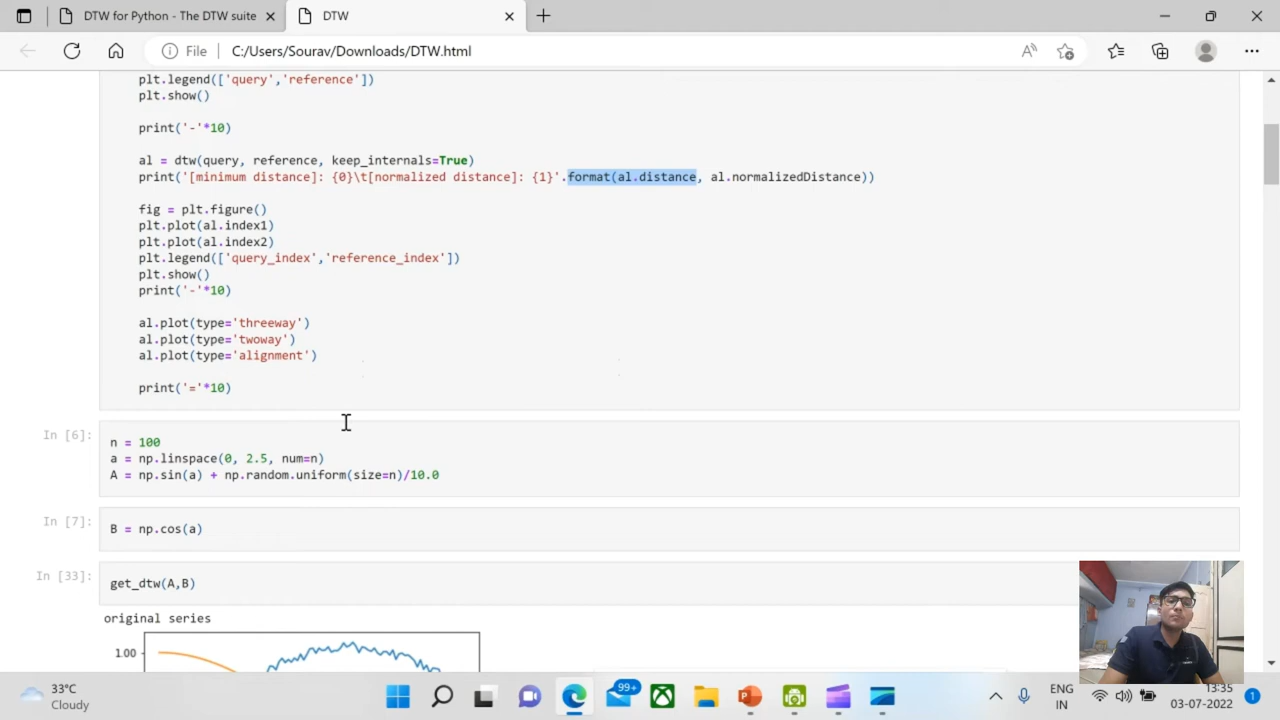 DTW for Python - The DTW suite
DTW
File
C:/Users/Sourav/Downloads/DTW.html
plt.legend(['query','reference'])
plt.show()
print('-'*10)
al = dtw(query, reference, keep_internals=True)
print('[minimum distance]: {0}\t[normalized distance]: {1}'.format(al.distance, al.normalizedDistance))
fig = plt.figure()
plt.plot(al.index1)
plt.plot(al.index2)
plt.legend(['query_index','reference_index'])
plt.show()
print('-'*10)
al.plot(type='threeway')
al.plot(type='twoway')
al.plot(type='alignment')
print('='*10)
In [6]:
n = 100
a = np.linspace(0, 2.5, num=n)
A = np.sin(a) + np.random.uniform(size=n)/10.0
In [7]:
B = np.cos(a)
In [33]:
get_dtw(A,B)
original series
1.00
33°C
Cloudy
99+
ENG
IN
13:35
03-07-2022
1